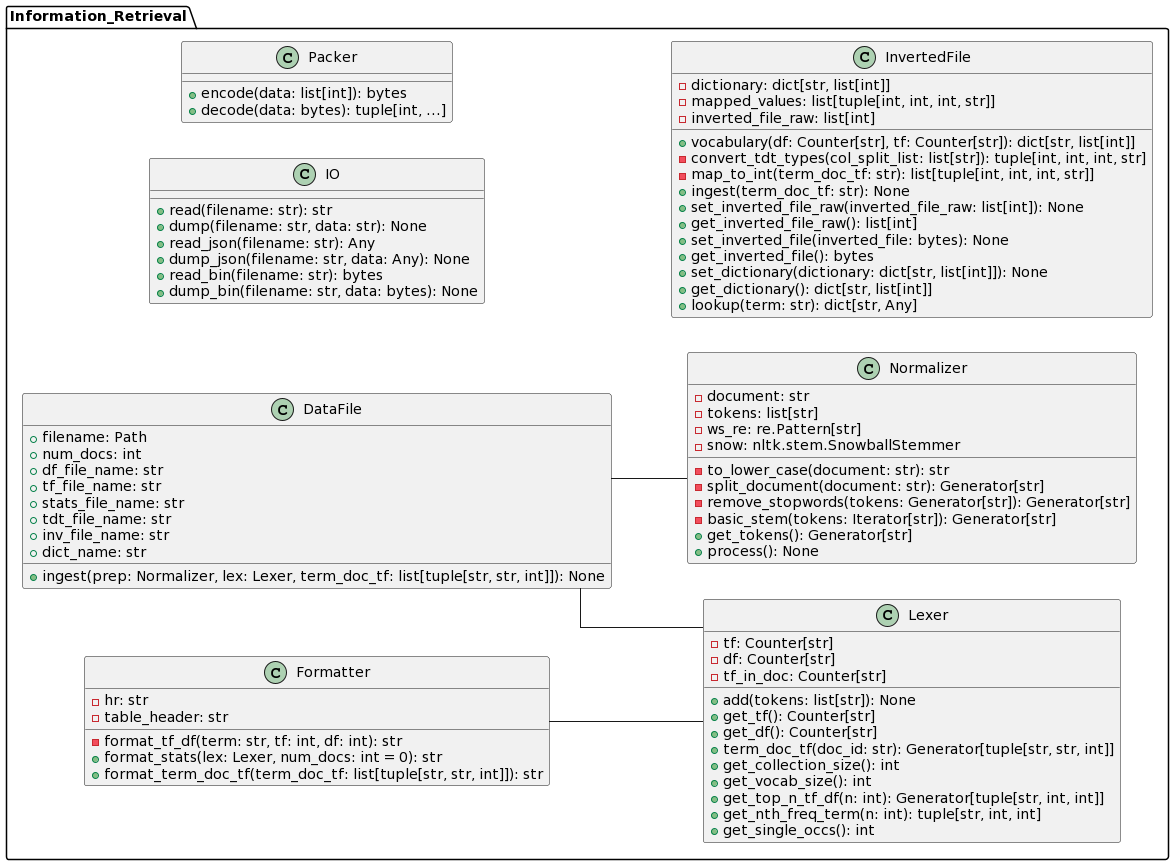 Information_Retrieval
C Packer
encode(data: list[int]): bytes
decode(data: bytes): tuple[int, ...]
C InvertedFile
dictionary: dict[str, list[int]]
mapped_values: list[tuple[int, int, int, str]]
inverted_file_raw: list[int]
vocabulary(df: Counter[str], tf: Counter[str]): dict[str, list[int]]
convert_tdt_types(col_split_list: list[str]): tuple[int, int, int, str]
map_to_int(term_doc_tf: str): list[tuple[int, int, int, str]]
ingest(term_doc_tf: str): None
set_inverted_file_raw(inverted_file_raw: list[int]): None
get_inverted_file_raw(): list[int]
set_inverted_file(inverted_file: bytes): None
get_inverted_file(): bytes
set_dictionary(dictionary: dict[str, list[int]]): None
get_dictionary(): dict[str, list[int]]
lookup(term: str): dict[str, Any]
C IO
read(filename: str): str
dump(filename: str, data: str): None
read_json(filename: str): Any
dump_json(filename: str, data: Any): None
read_bin(filename: str): bytes
dump_bin(filename: str, data: bytes): None
C DataFile
filename: Path
num_docs: int
df_file_name: str
tf_file_name: str
stats_file_name: str
tdt_file_name: str
inv_file_name: str
dict_name: str
ingest(prep: Normalizer, lex: Lexer, term_doc_tf: list[tuple[str, str, int]]): None
C Normalizer
document: str
tokens: list[str]
ws_re: re.Pattern[str]
snow: nltk.stem.SnowballStemmer
to_lower_case(document: str): str
split_document(document: str): Generator[str]
remove_stopwords(tokens: Generator[str]): Generator[str]
basic_stem(tokens: Iterator[str]): Generator[str]
get_tokens(): Generator[str]
process(): None
C Formatter
hr: str
table_header: str
format_tf_df(term: str, tf: int, df: int): str
format_stats(lex: Lexer, num_docs: int = 0): str
format_term_doc_tf(term_doc_tf: list[tuple[str, str, int]]): str
C Lexer
tf: Counter[str]
df: Counter[str]
tf_in_doc: Counter[str]
add(tokens: list[str]): None
get_tf(): Counter[str]
get_df(): Counter[str]
term_doc_tf(doc_id: str): Generator[tuple[str, str, int]]
get_collection_size(): int
get_vocab_size(): int
get_top_n_tf_df(n: int): Generator[tuple[str, int, int]]
get_nth_freq_term(n: int): tuple[str, int, int]
get_single_occs(): int